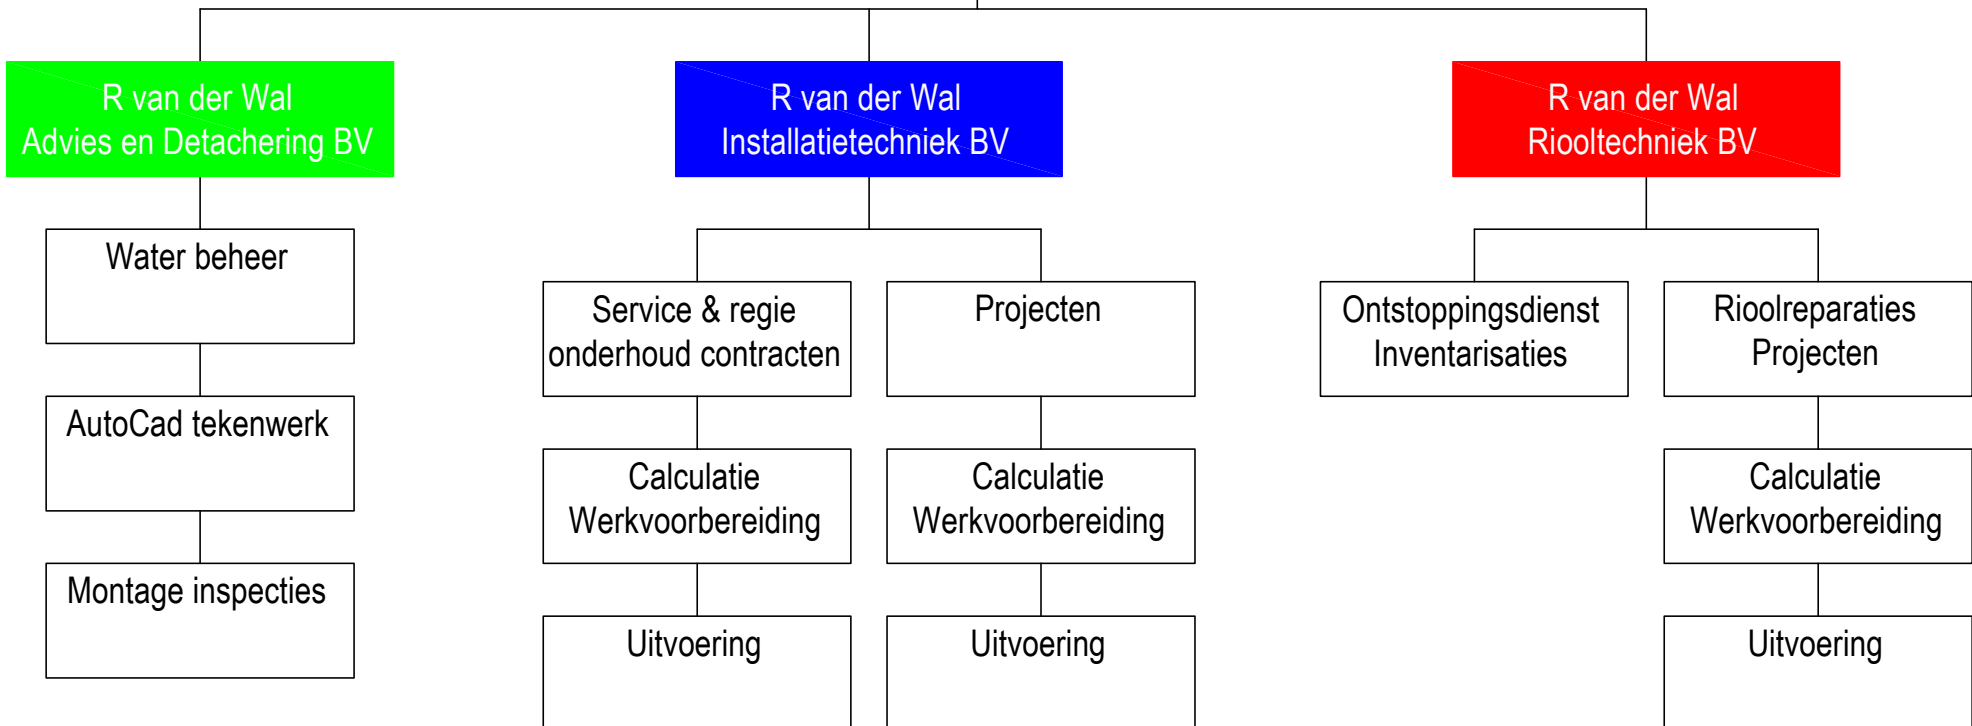 R van der Wal
Advies en Detachering BV
R van der Wal
Installatietechniek BV
R van der Wal
Riooltechniek BV
Water beheer
Service & regie
onderhoud contracten
Projecten
Ontstoppingsdienst
Inventarisaties
Rioolreparaties
Projecten
AutoCad tekenwerk
Calculatie
Werkvoorbereiding
Calculatie
Werkvoorbereiding
Calculatie
Werkvoorbereiding
Montage inspecties
Uitvoering
Uitvoering
Uitvoering